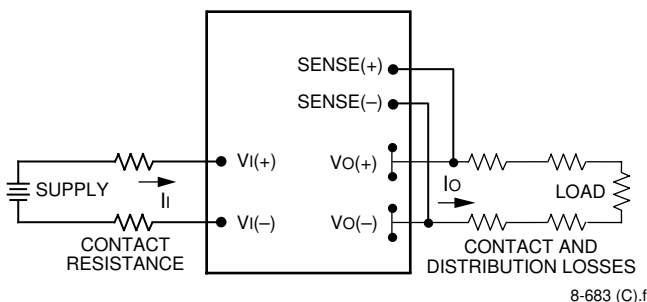 SENSE(+)
SENSE(–)
VI(+)
VO(+)
SUPPLY
II
IO
LOAD
VI(–)
VO(–)
CONTACT
RESISTANCE
CONTACT AND
DISTRIBUTION LOSSES
8-683 (C).f